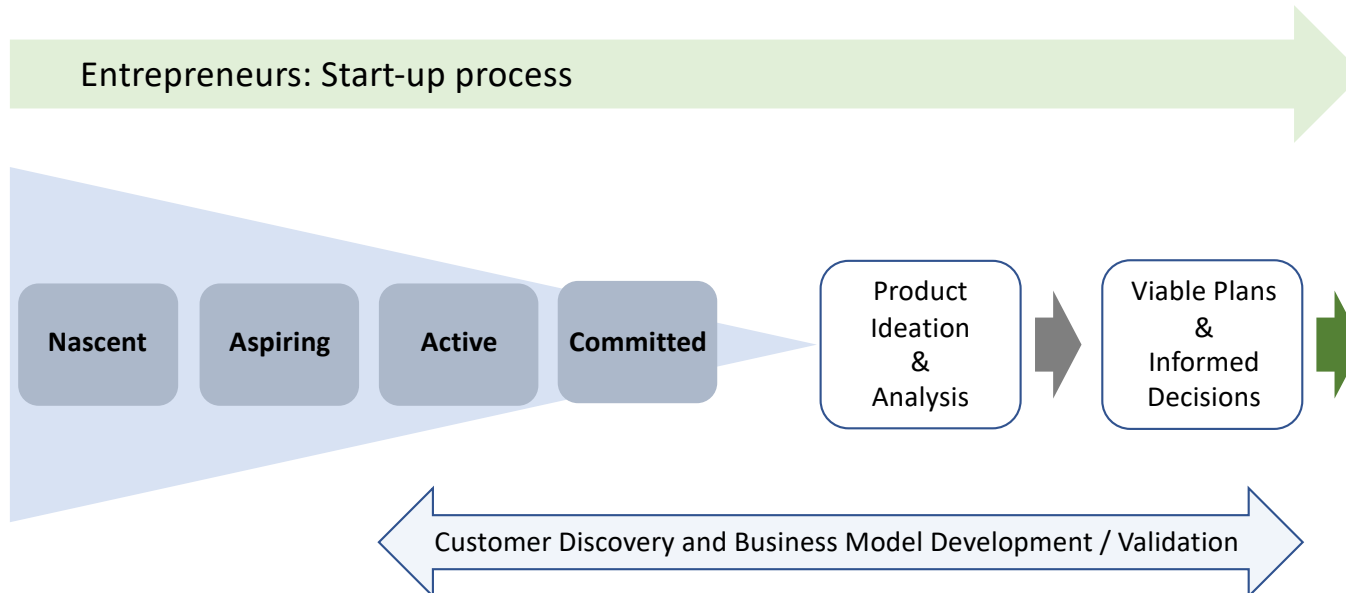 Entrepreneurs: Start-up process
Nascent
Aspiring
Active
Committed
Product
Ideation
&
Analysis
Viable Plans
&
Informed
Decisions
Customer Discovery and Business Model Development / Validation